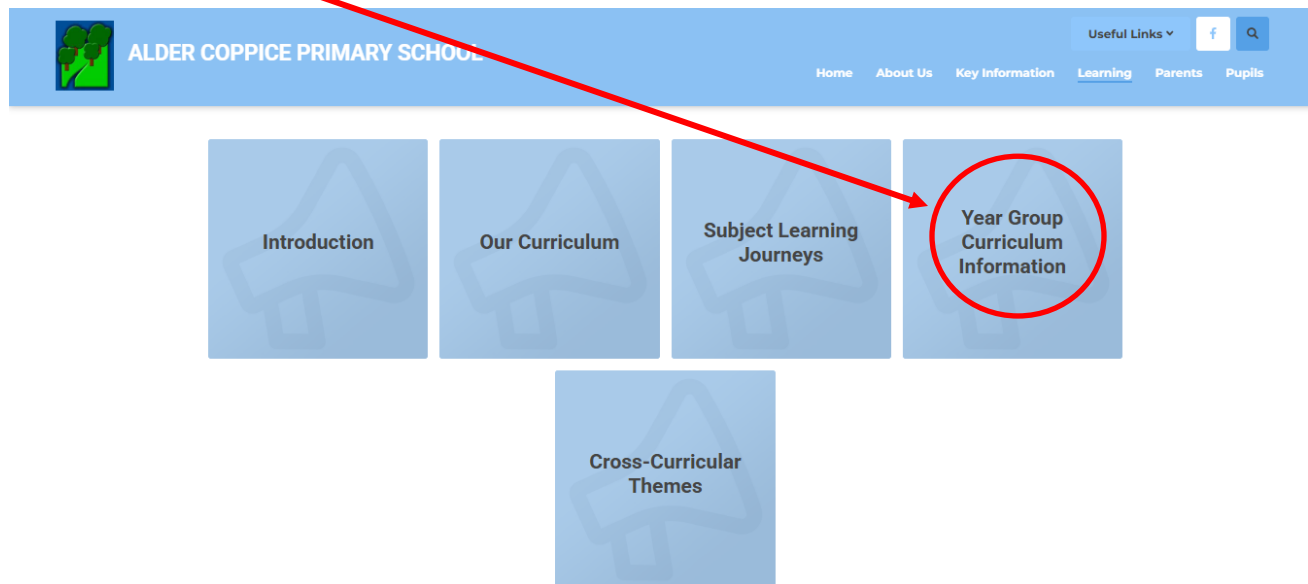 Useful Links
f
ALDER COPPICE PRIMARY SCHOOL
Home About Us Key Information Learning Parents Pupils
Introduction
Our Curriculum
Subject Learning
Journeys
Year Group
Curriculum
Information
Cross-Curricular
Themes